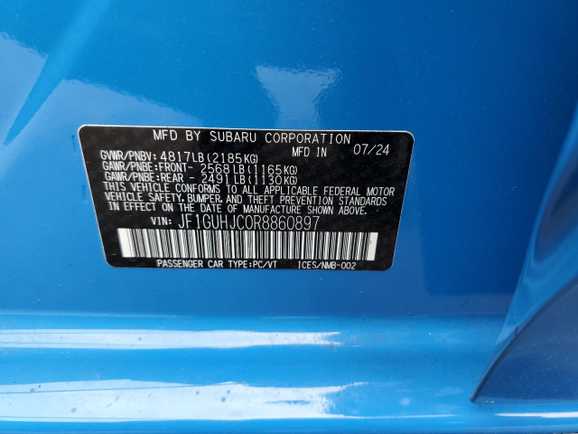 MFD BY SUBARU CORPORATION
GVWR/PNBV: 4817LB(2185KG) MFD IN 07/24
GAWR/PNBE:FRONT- 2568LB(1165KG)
GAWR/PNBE:REAR - 2491LB(1130KG)
THIS VEHICLE CONFORMS TO ALL APPLICABLE FEDERAL MOTOR
VEHICLE SAFETY, BUMPER, AND THEFT PREVENTION STANDARDS
IN EFFECT ON THE DATE OF MANUFACTURE SHOWN ABOVE.
VIN: JF1GUHJC0R8860897
PASSENGER CAR TYPE:PC/VT 1CES/NMB-002